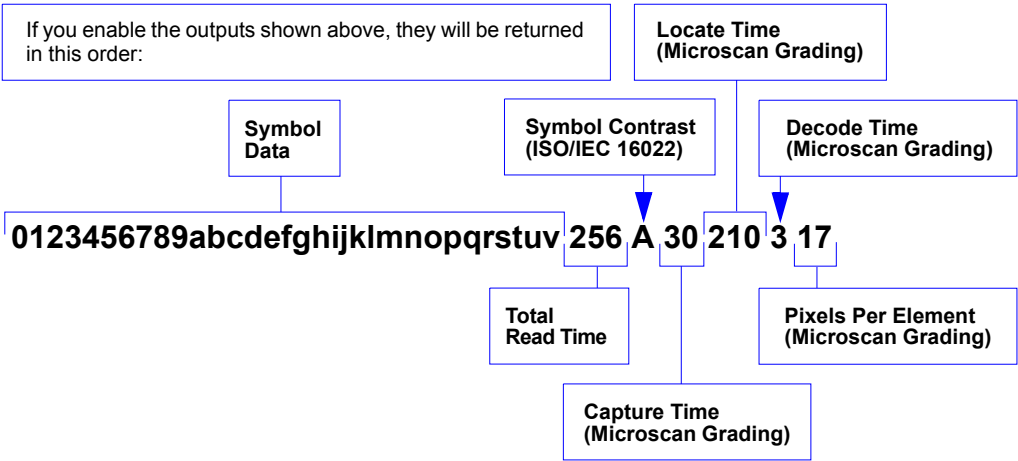 If you enable the outputs shown above, they will be returned
in this order:
Locate Time
(Microscan Grading)
Symbol
Data
Symbol Contrast
(ISO/IEC 16022)
Decode Time
(Microscan Grading)
0123456789abcdefghijklmnopqrstuv 256 A 30 210 3 17
Total
Read Time
Pixels Per Element
(Microscan Grading)
Capture Time
(Microscan Grading)